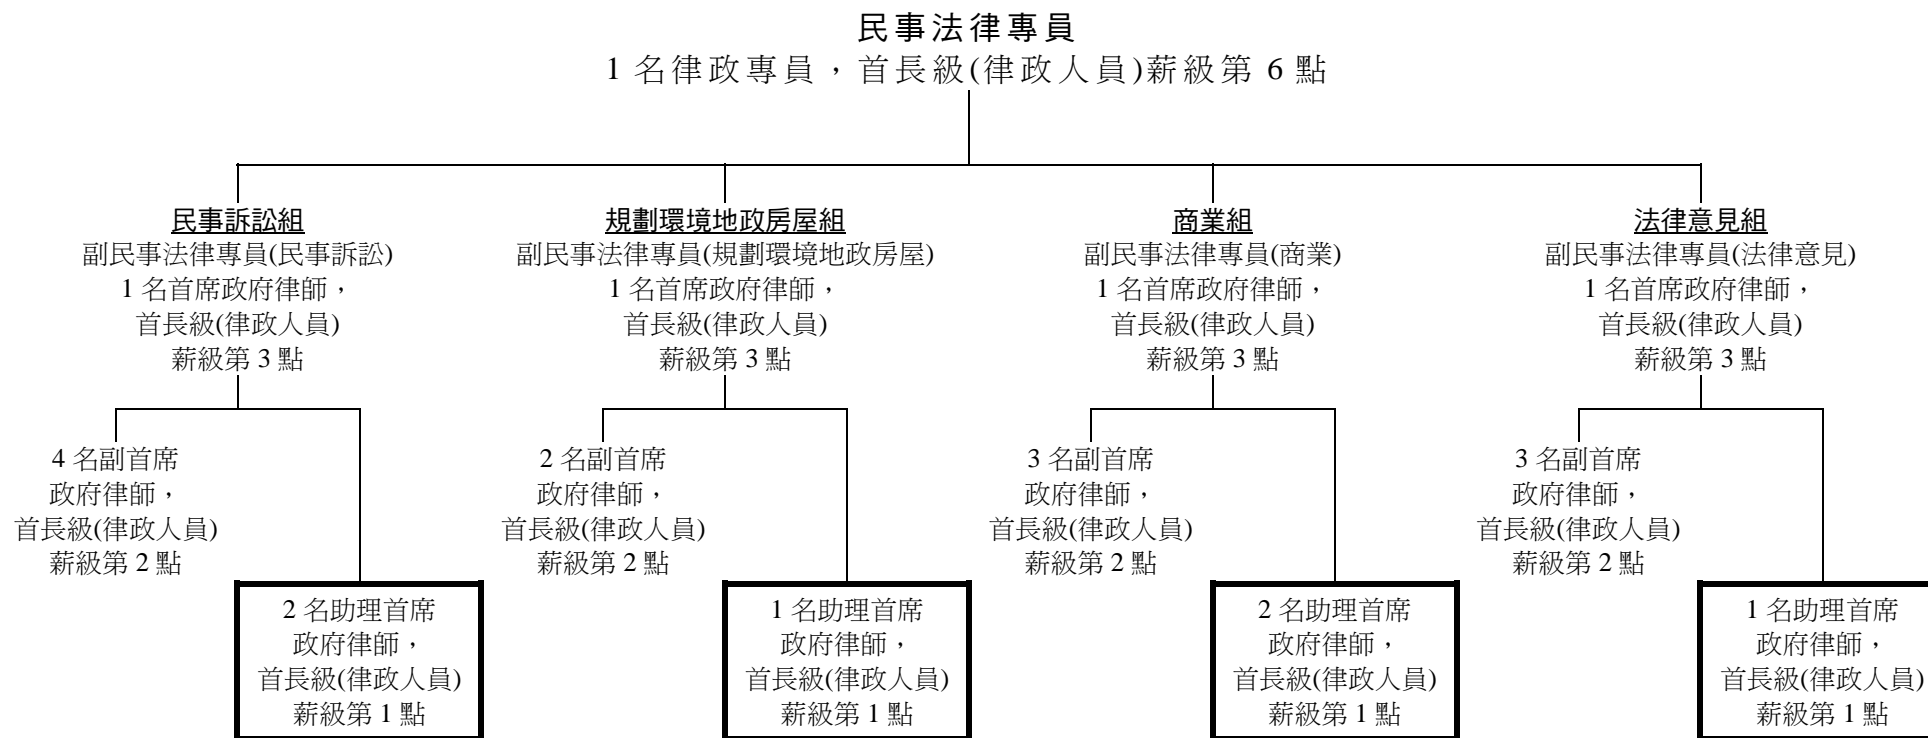 民事法律專員
1 名律政專員，首長級(律政人員)薪級第 6 點
民事訴訟組
副民事法律專員(民事訴訟)
1 名首席政府律師，
首長級(律政人員)
薪級第 3 點
規劃環境地政房屋組
副民事法律專員(規劃環境地政房屋)
1 名首席政府律師，
首長級(律政人員)
薪級第 3 點
商業組
副民事法律專員(商業)
1 名首席政府律師，
首長級(律政人員)
薪級第 3 點
法律意見組
副民事法律專員(法律意見)
1 名首席政府律師，
首長級(律政人員)
薪級第 3 點
4 名副首席
政府律師，
首長級(律政人員)
薪級第 2 點
2 名副首席
政府律師，
首長級(律政人員)
薪級第 2 點
3 名副首席
政府律師，
首長級(律政人員)
薪級第 2 點
3 名副首席
政府律師，
首長級(律政人員)
薪級第 2 點
2 名助理首席
政府律師，
首長級(律政人員)
薪級第 1 點
1 名助理首席
政府律師，
首長級(律政人員)
薪級第 1 點
2 名助理首席
政府律師，
首長級(律政人員)
薪級第 1 點
1 名助理首席
政府律師，
首長級(律政人員)
薪級第 1 點